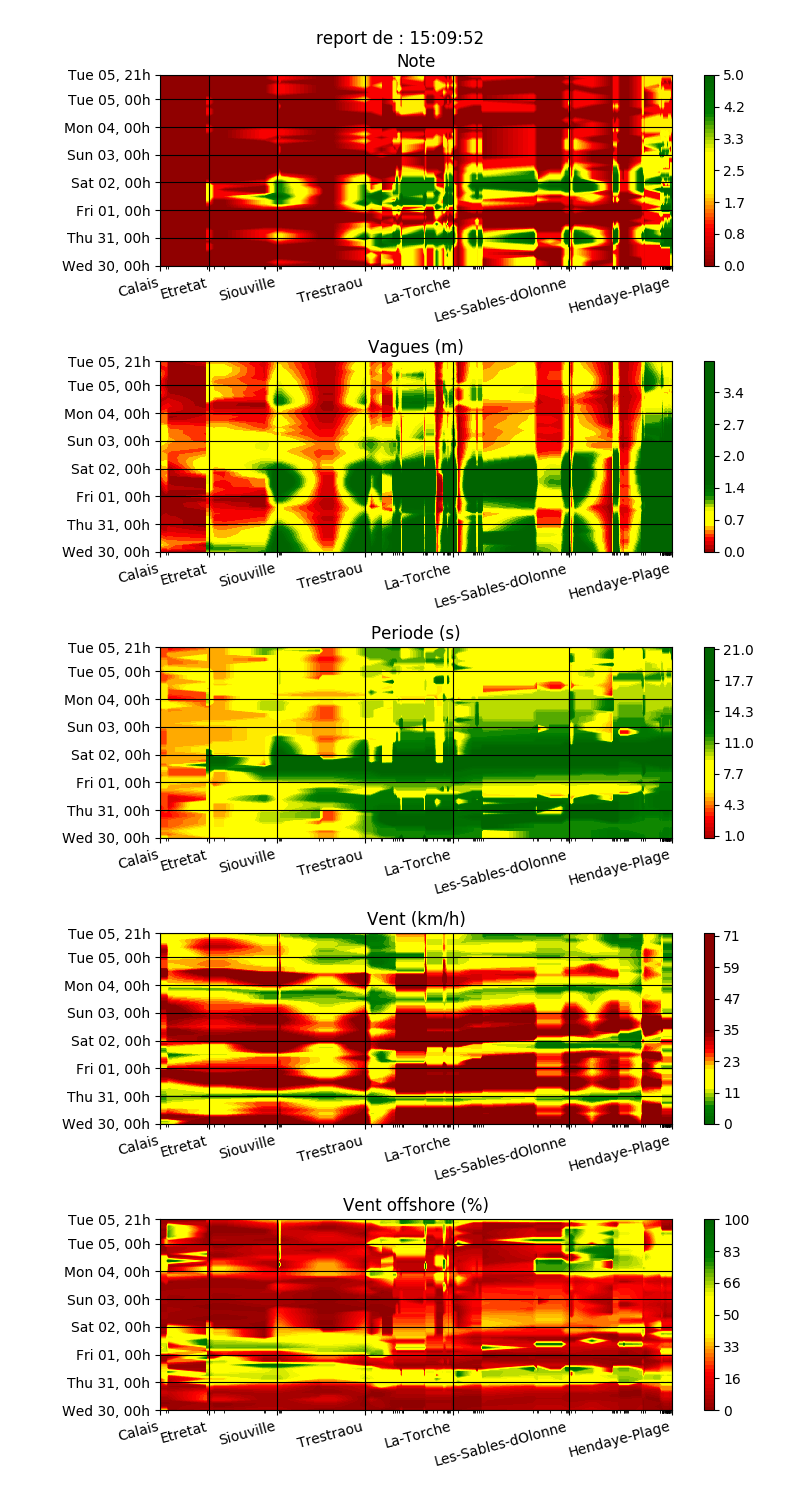 report de : 15:09:52
Note
Tue 05, 21h
Tue 05, 00h
Mon 04, 00h
Sun 03, 00h
Sat 02, 00h
Fri 01, 00h
Thu 31, 00h
Wed 30, 00h
Calais
Etretat
Siouville
Trestraou
La-Torche
Les-Sables-dOlonne
Hendaye-Plage
5.0
4.2
3.3
2.5
1.7
0.8
0.0
Vagues (m)
Tue 05, 21h
Tue 05, 00h
Mon 04, 00h
Sun 03, 00h
Sat 02, 00h
Fri 01, 00h
Thu 31, 00h
Wed 30, 00h
Calais
Etretat
Siouville
Trestraou
La-Torche
Les-Sables-dOlonne
Hendaye-Plage
3.4
2.7
2.0
1.4
0.7
0.0
Periode (s)
Tue 05, 21h
Tue 05, 00h
Mon 04, 00h
Sun 03, 00h
Sat 02, 00h
Fri 01, 00h
Thu 31, 00h
Wed 30, 00h
Calais
Etretat
Siouville
Trestraou
La-Torche
Les-Sables-dOlonne
Hendaye-Plage
21.0
17.7
14.3
11.0
7.7
4.3
1.0
Vent (km/h)
Tue 05, 21h
Tue 05, 00h
Mon 04, 00h
Sun 03, 00h
Sat 02, 00h
Fri 01, 00h
Thu 31, 00h
Wed 30, 00h
Calais
Etretat
Siouville
Trestraou
La-Torche
Les-Sables-dOlonne
Hendaye-Plage
71
59
47
35
23
11
0
Vent offshore (%)
Tue 05, 21h
Tue 05, 00h
Mon 04, 00h
Sun 03, 00h
Sat 02, 00h
Fri 01, 00h
Thu 31, 00h
Wed 30, 00h
Calais
Etretat
Siouville
Trestraou
La-Torche
Les-Sables-dOlonne
Hendaye-Plage
100
83
66
50
33
16
0